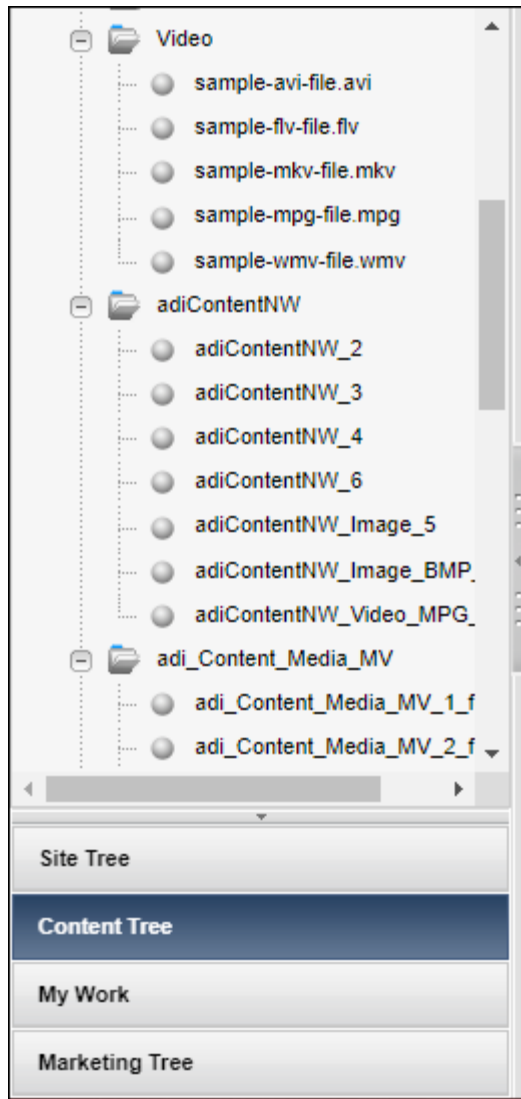 Video
sample-avi-file.avi
sample-flv-file.flv
sample-mkv-file.mkv
sample-mpg-file.mpg
sample-wmv-file.wmv
adiContentNW
adiContentNW_2
adiContentNW_3
adiContentNW_4
adiContentNW_6
adiContentNW_Image_5
adiContentNW_Image_BMP_
adiContentNW_Video_MPG_
adi_Content_Media_MV
adi_Content_Media_MV_1_f
adi_Content_Media_MV_2_f
Site Tree
Content Tree
My Work
Marketing Tree